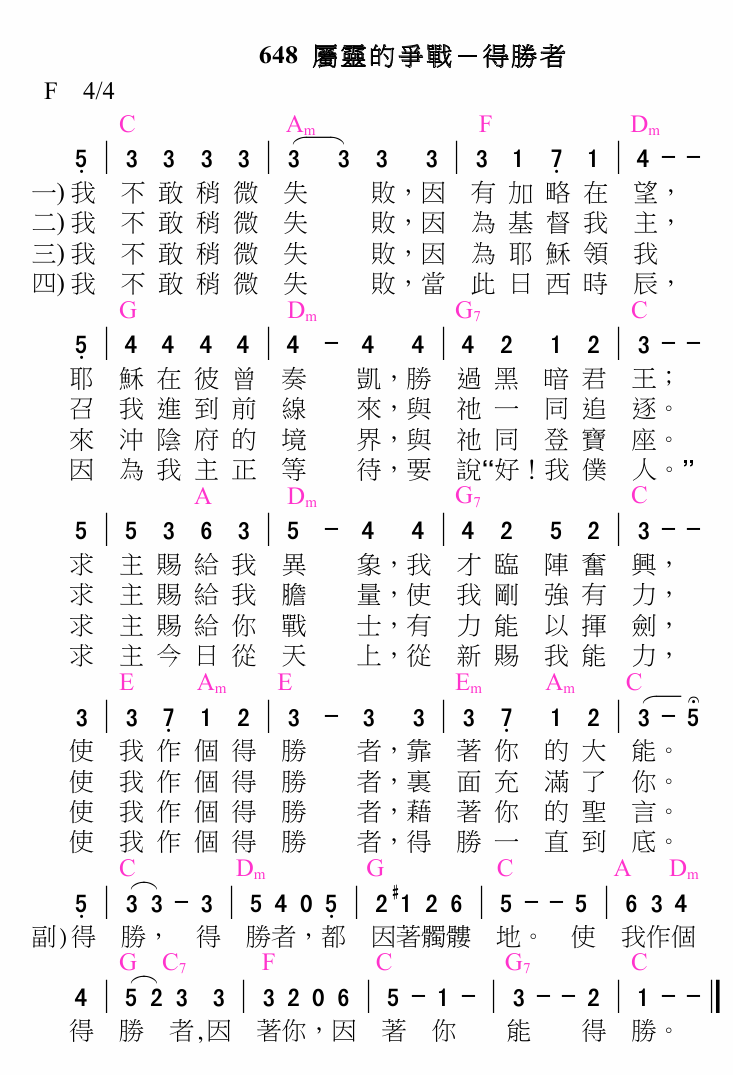 648 屬靈的爭戰－得勝者
F 4/4
C Am F Dm
5̣ | 3 3 3 3 | 3 3 3 3 | 3 1 7̣ 1 | 4 - -
一)我 不敢稍微失 敗，因 有加略在望，
二)我 不敢稍微失 敗，因 為基督我主，
三)我 不敢稍微失 敗，因 為耶穌領我
四)我 不敢稍微失 敗，當 此日西時辰，
G Dm G7 C
5̣ | 4 4 4 4 | 4 - 4 4 | 4 2 1 2 | 3 - -
耶 穌在彼曾奏 凱，勝 過黑暗君王；
召 我進到前線 來，與 祂一同追逐。
來 沖陰府的境 界，與 祂同登寶座。
因 為我主正等 待，要 說“好！我僕人。”
A Dm G7 C
5 | 5 3 6 3 | 5 - 4 4 | 4 2 5 2 | 3 - -
求 主賜給我異 象，我 才臨陣奮興，
求 主賜給我膽 量，使 我剛強有力，
求 主賜給你戰 士，有 力能以揮劍，
求 主今日從天 上，從 新賜我能力，
E Am E Em Am C
3 | 3 7̣ 1 2 | 3 - 3 3 | 3 7̣ 1 2 | 3 - 5̣
使 我作個得勝 者，靠 著你的大能。
使 我作個得勝 者，裏 面充滿了你。
使 我作個得勝 者，藉 著你的聖言。
使 我作個得勝 者，得 勝一直到底。
C Dm G C A Dm
5̣ | 3 3 - 3 | 5 4 0 5̣ | 2 #1 2 6 | 5 - - 5 | 6 3 4
副)得 勝， 得 勝者，都 因著髑髏 地。 使 我作個
G C7 F C G7 C
4 | 5 2 3 3 | 3 2 0 6 | 5 - 1 - | 3 - - 2 | 1 - - ||
得 勝 者,因 著你，因 著 你 能 得 勝。